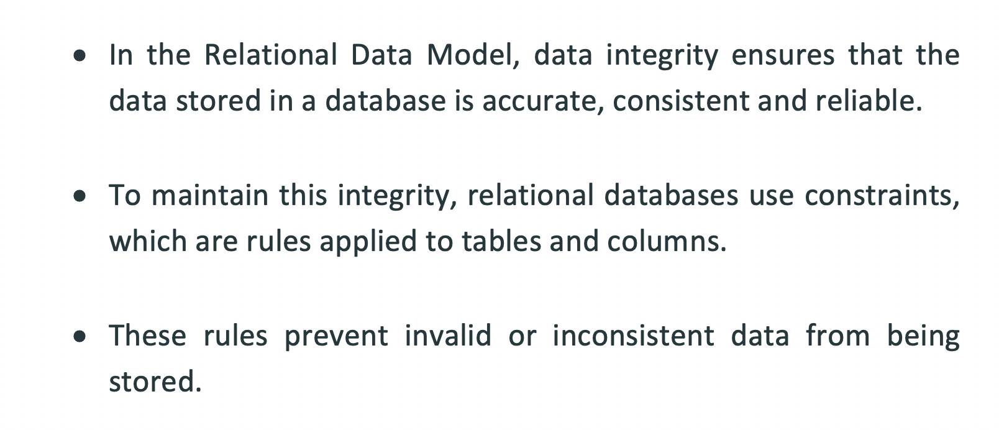 • In the Relational Data Model, data integrity ensures that the
data stored in a database is accurate, consistent and reliable.
• To maintain this integrity, relational databases use constraints,
which are rules applied to tables and columns.
• These rules prevent invalid or inconsistent data from being
stored.